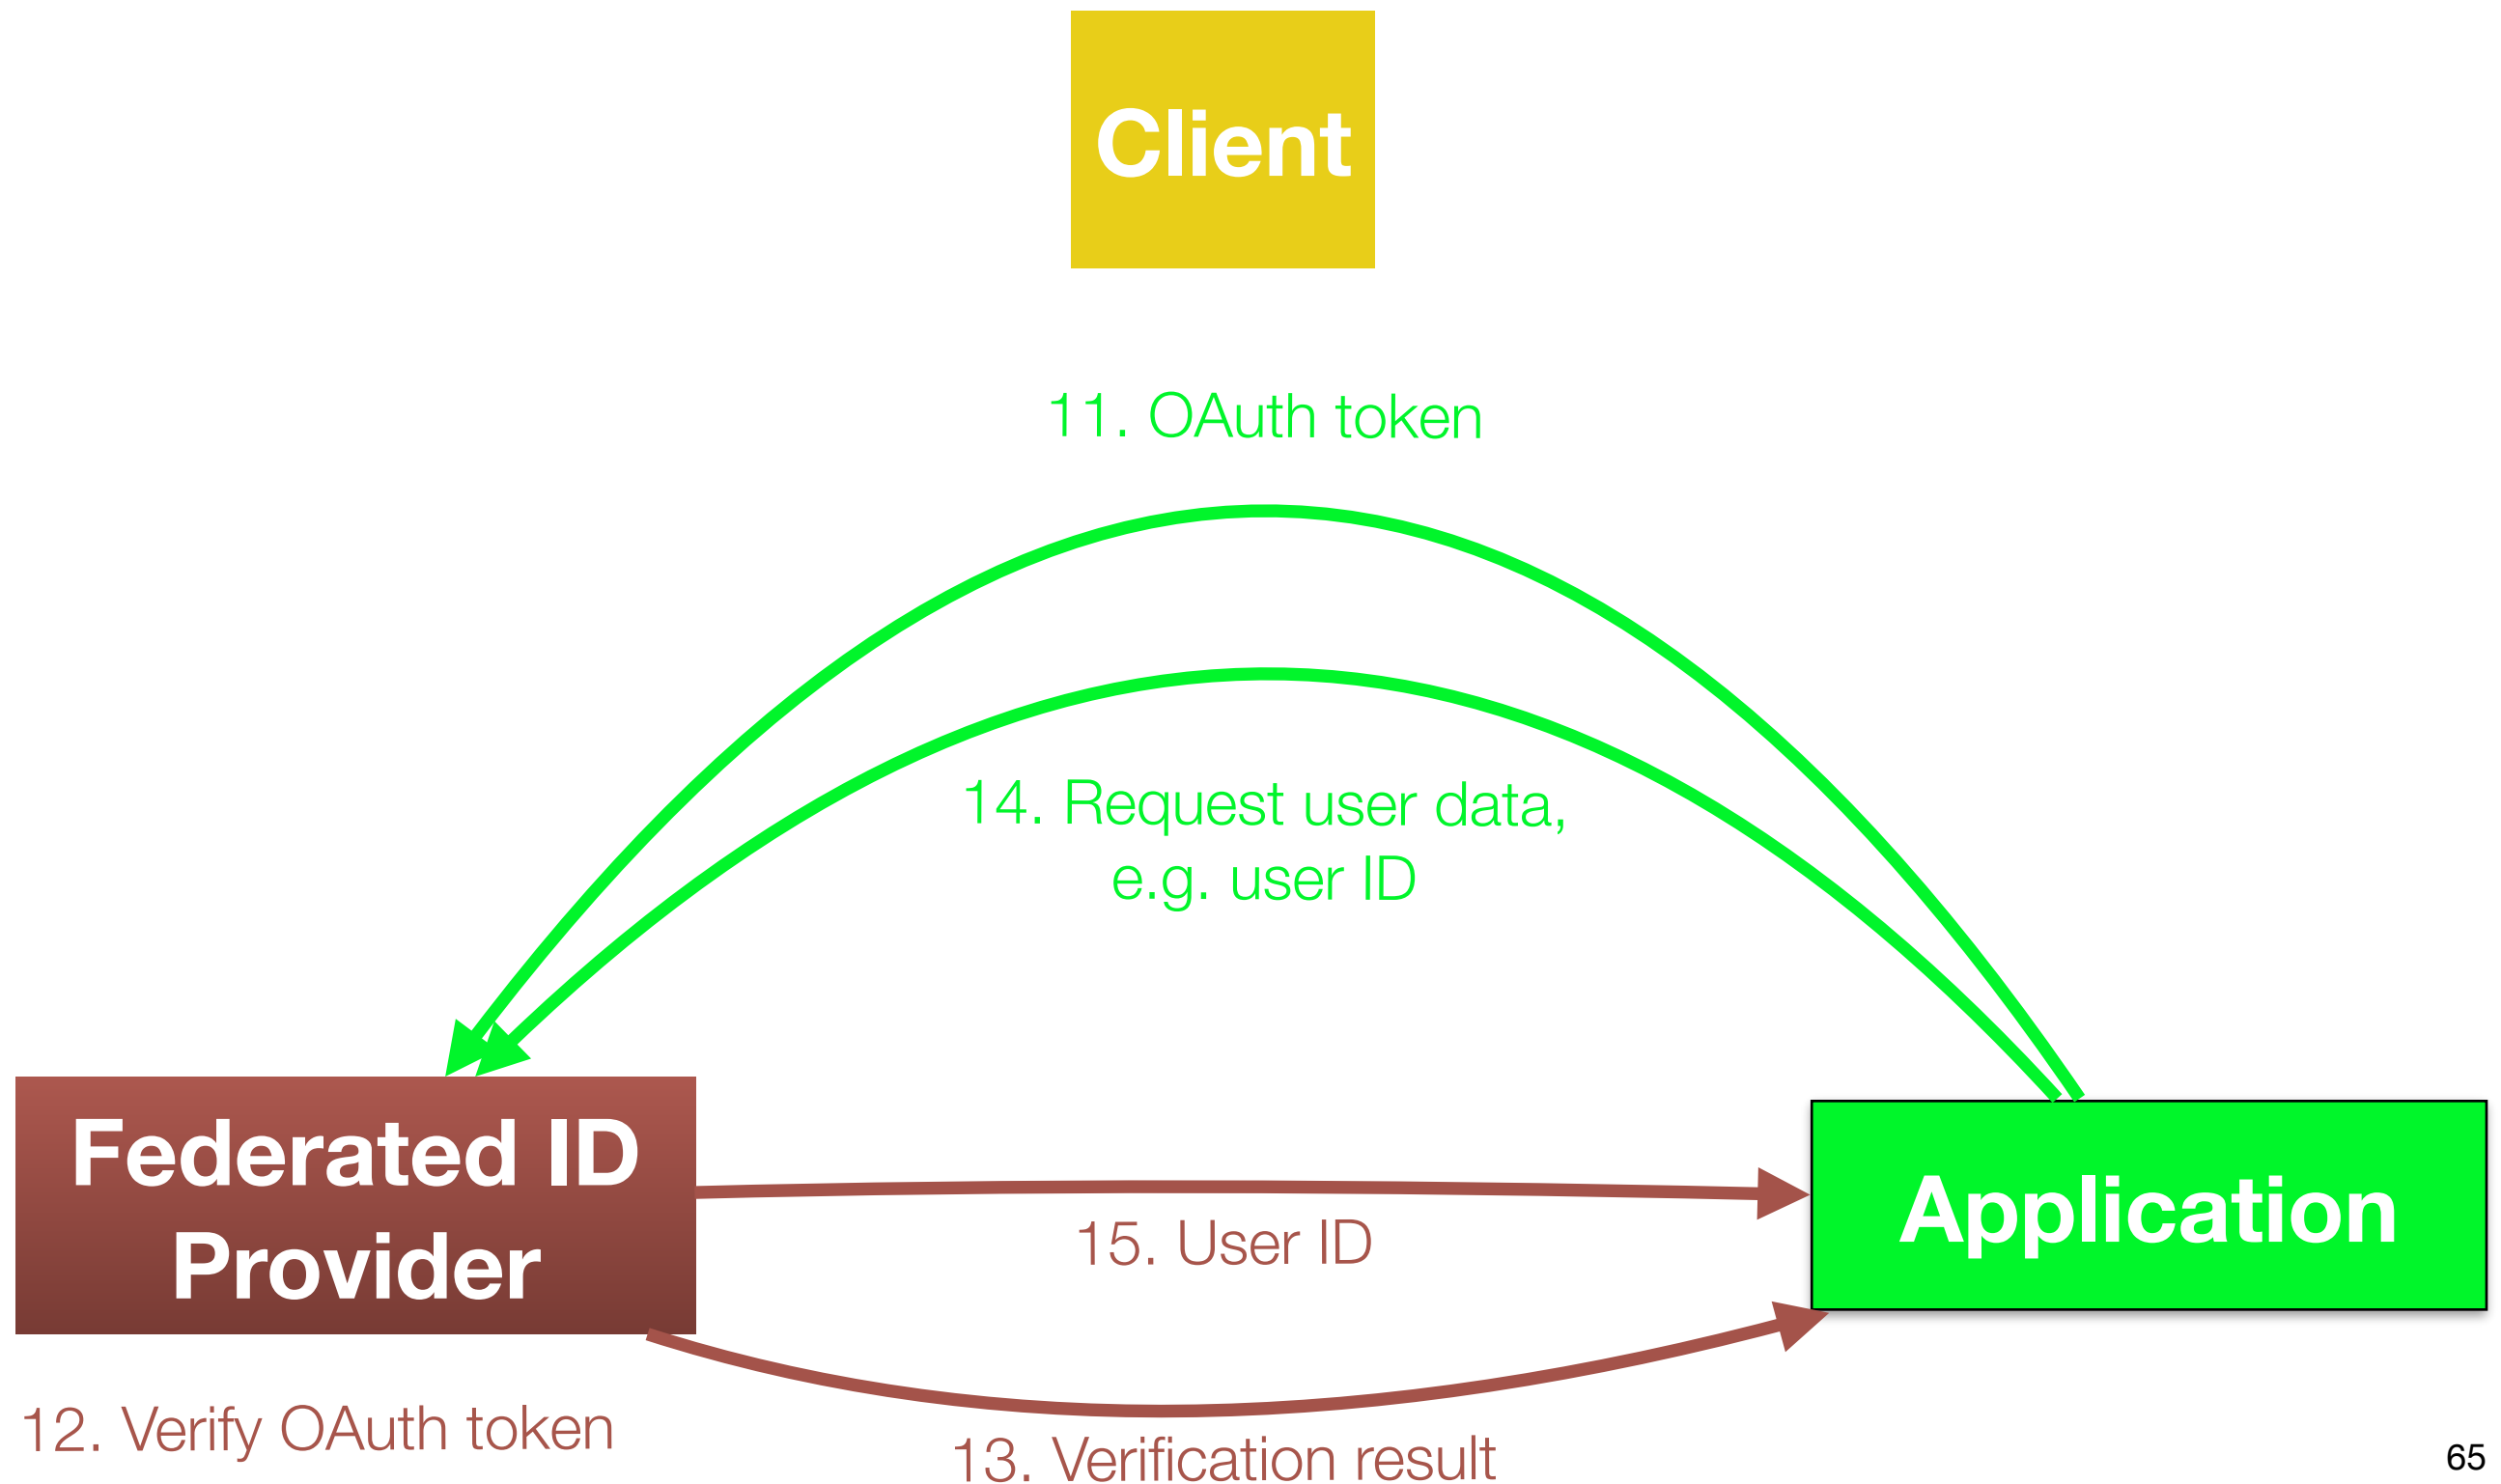 Client
11. OAuth token
14. Request user data,
e.g. user ID
Federated ID
Provider
Application
15. User ID
12. Verify OAuth token
13. Verification result
65